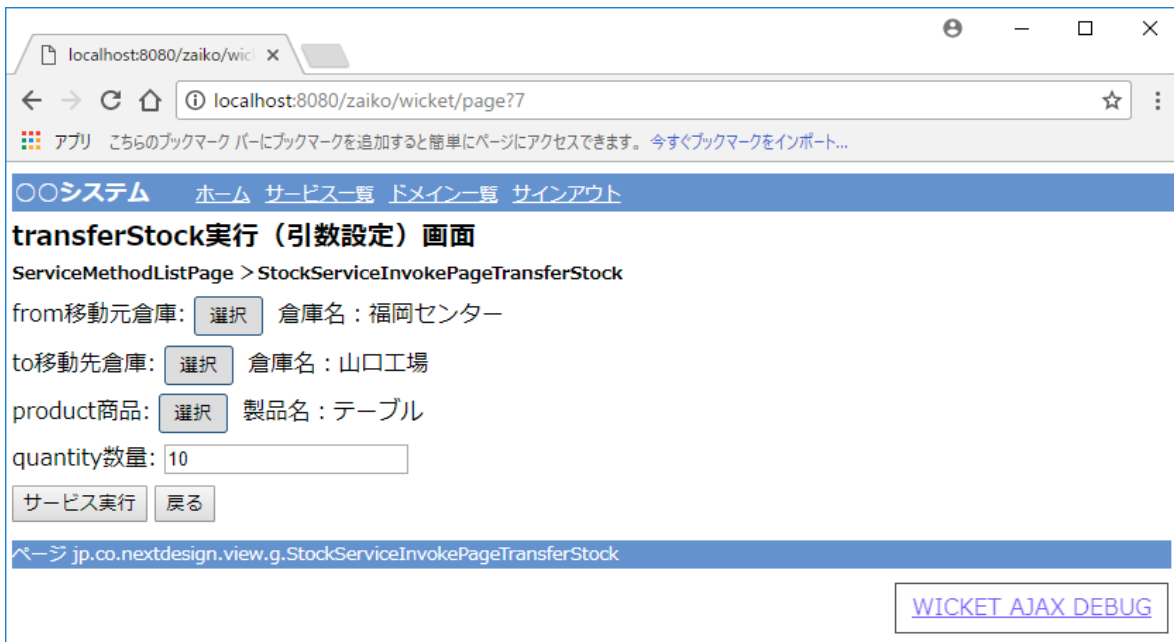 localhost:8080/zaiko/wic
localhost:8080/zaiko/wicket/page?7
アプリ こちらのブックマーク バーにブックマークを追加すると簡単にページにアクセスできます。 今すぐブックマークをインポート...
○○システム ホーム サービス一覧 ドメイン一覧 サインアウト
transferStock実行（引数設定）画面
ServiceMethodListPage ＞StockServiceInvokePageTransferStock
from移動元倉庫: 選択 倉庫名：福岡センター
to移動先倉庫: 選択 倉庫名：山口工場
product商品: 選択 製品名：テーブル
quantity数量: 10
サービス実行 戻る
ページ jp.co.nextdesign.view.g.StockServiceInvokePageTransferStock
WICKET AJAX DEBUG